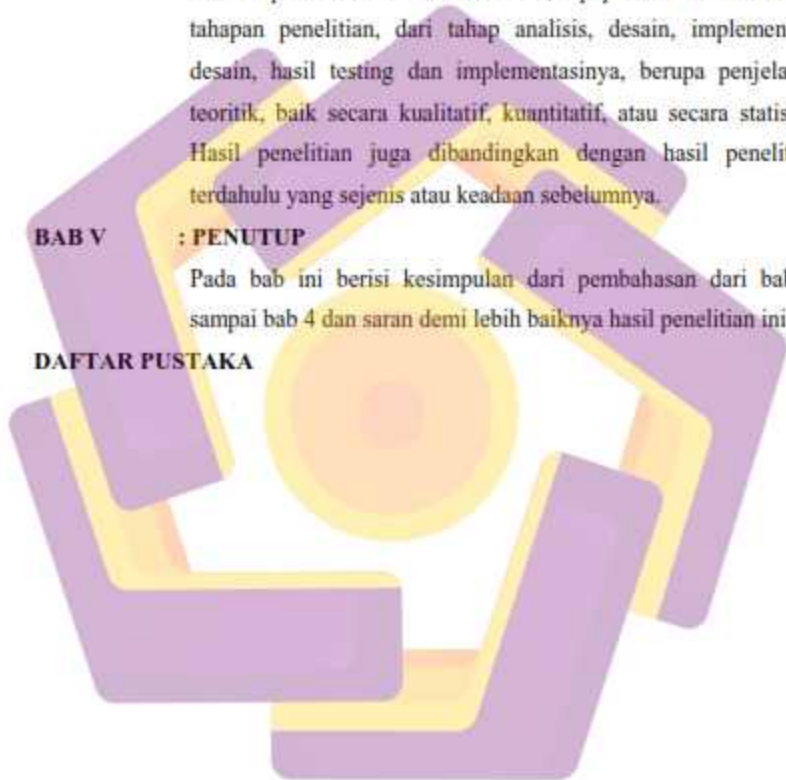 tahapan penelitian, dari tahap analisis, desain, implemen
desain, hasil testing dan implementasinya, berupa penjela
teoritik, baik secara kualitatif, kuantitatif, atau secara statis
Hasil penelitian juga dibandingkan dengan hasil penelit
terdahulu yang sejenis atau keadaan sebelumnya.
BAB V : PENUTUP
Pada bab ini berisi kesimpulan dari pembahasan dari bab
sampai bab 4 dan saran demi lebih baiknya hasil penelitian ini
DAFTAR PUSTAKA